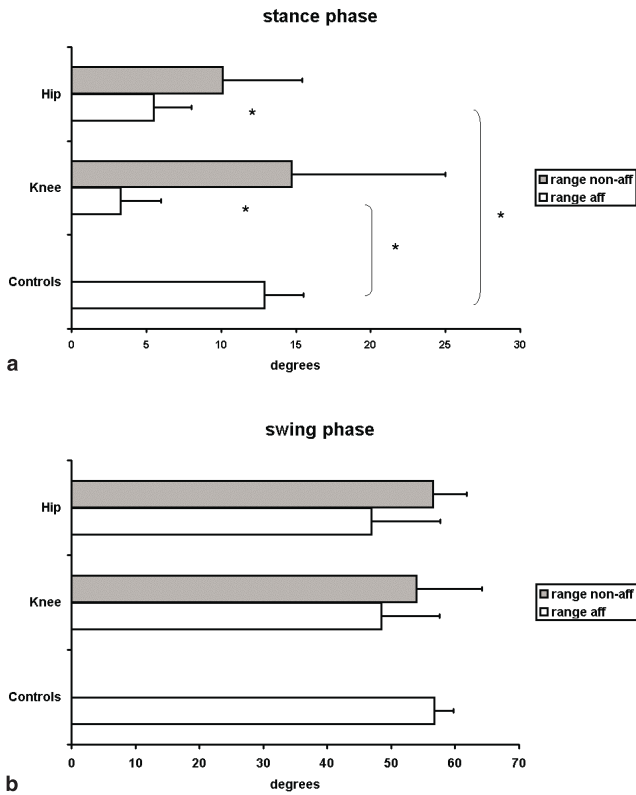 stance phase
Hip
*
Knee
*
*
*
Controls
range non-aff
range aff
0 5 10 15 20 25 30
degrees
a
swing phase
Hip
Knee
Controls
range non-aff
range aff
0 10 20 30 40 50 60 70
degrees
b